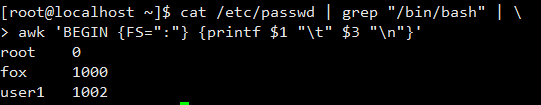 [root@localhost ~]$ cat /etc/passwd | grep "/bin/bash" | \
> awk 'BEGIN {FS=":"} {printf $1 "\t" $3 "\n"}'
root    0
fox     1000
user1   1002